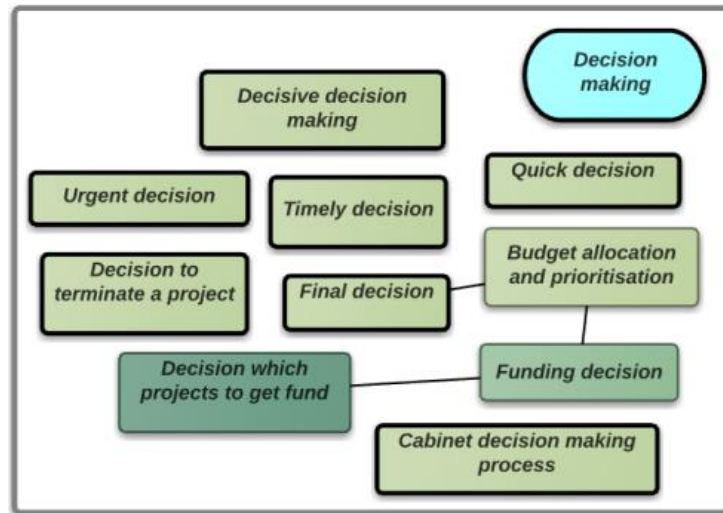 Decision
making
Decisive decision
making
Quick decision
Urgent decision
Timely decision
Budget allocation
and prioritisation
Decision to
terminate a project
Final decision
Decision which
projects to get fund
Funding decision
Cabinet decision making
process